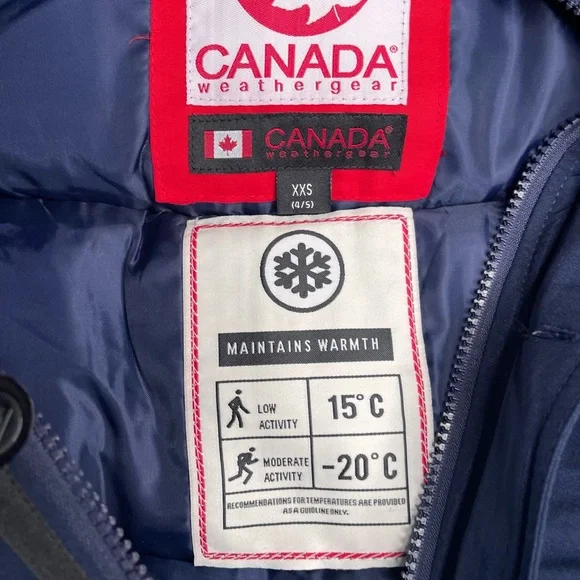 CANADA®
weathergear
CANADA®
weathergear
XXS
(4/5)
MAINTAINS WARMTH
LOW
ACTIVITY
15°C
MODERATE
ACTIVITY
-20°C
RECOMMENDATIONS FOR TEMPERATURES ARE PROVIDED
AS A GUIDLINE ONLY.